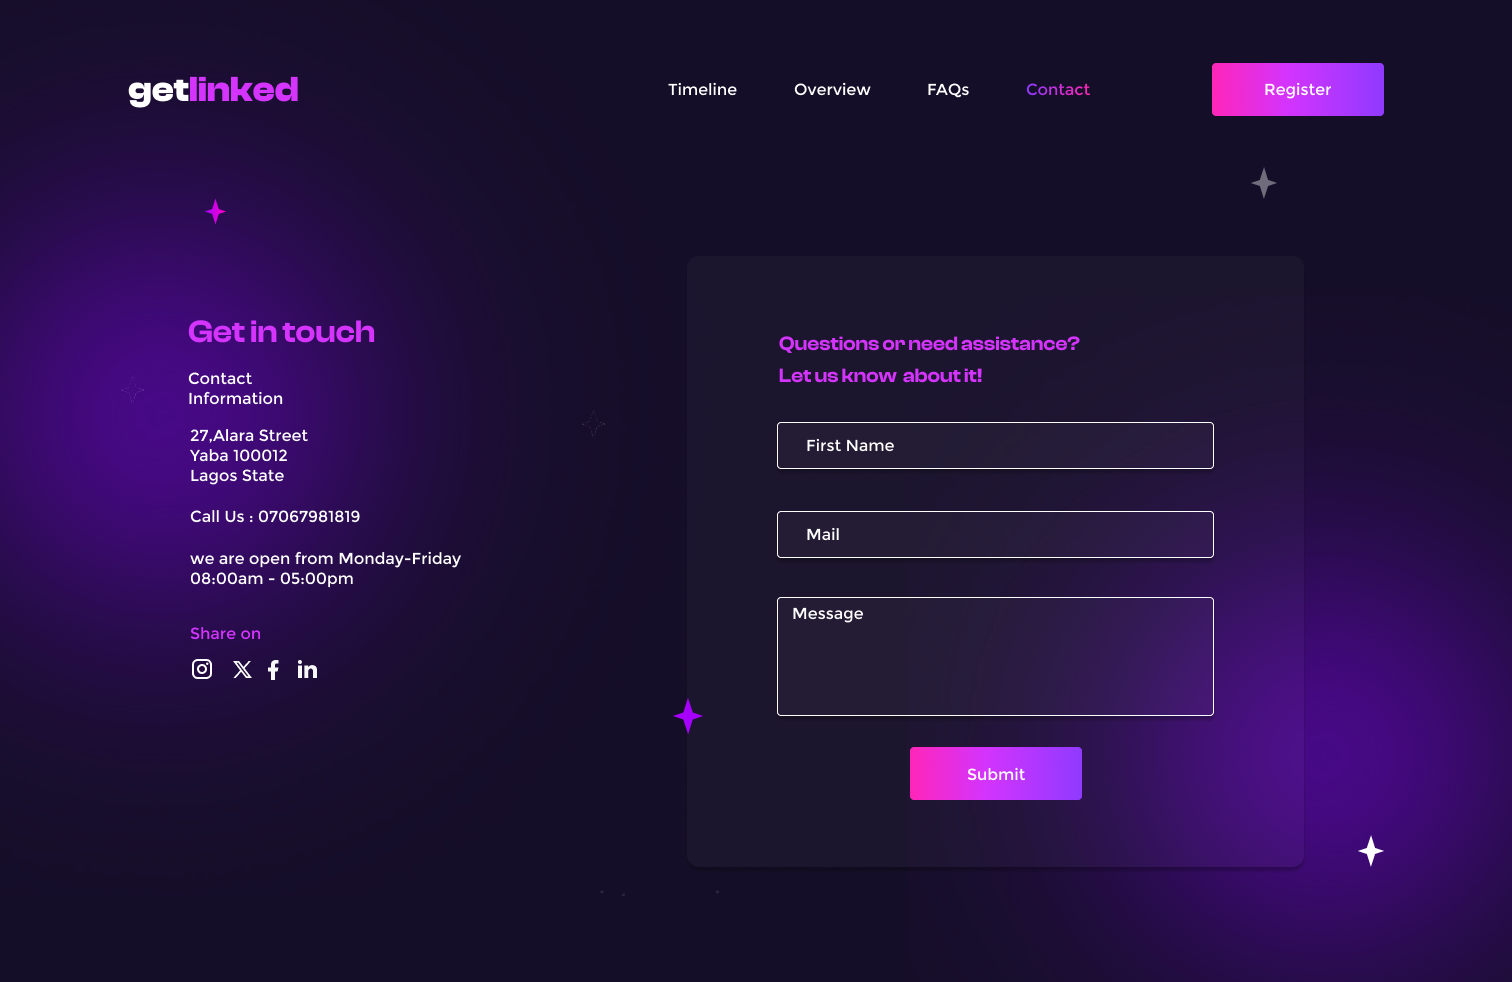 getlinked
Timeline
Overview
FAQs
Contact
Register
Get in touch
Contact
Information
27,Alara Street
Yaba 100012
Lagos State
Call Us : 07067981819
we are open from Monday-Friday
08:00am - 05:00pm
Share on
Questions or need assistance?
Let us know about it!
First Name
Mail
Message
Submit